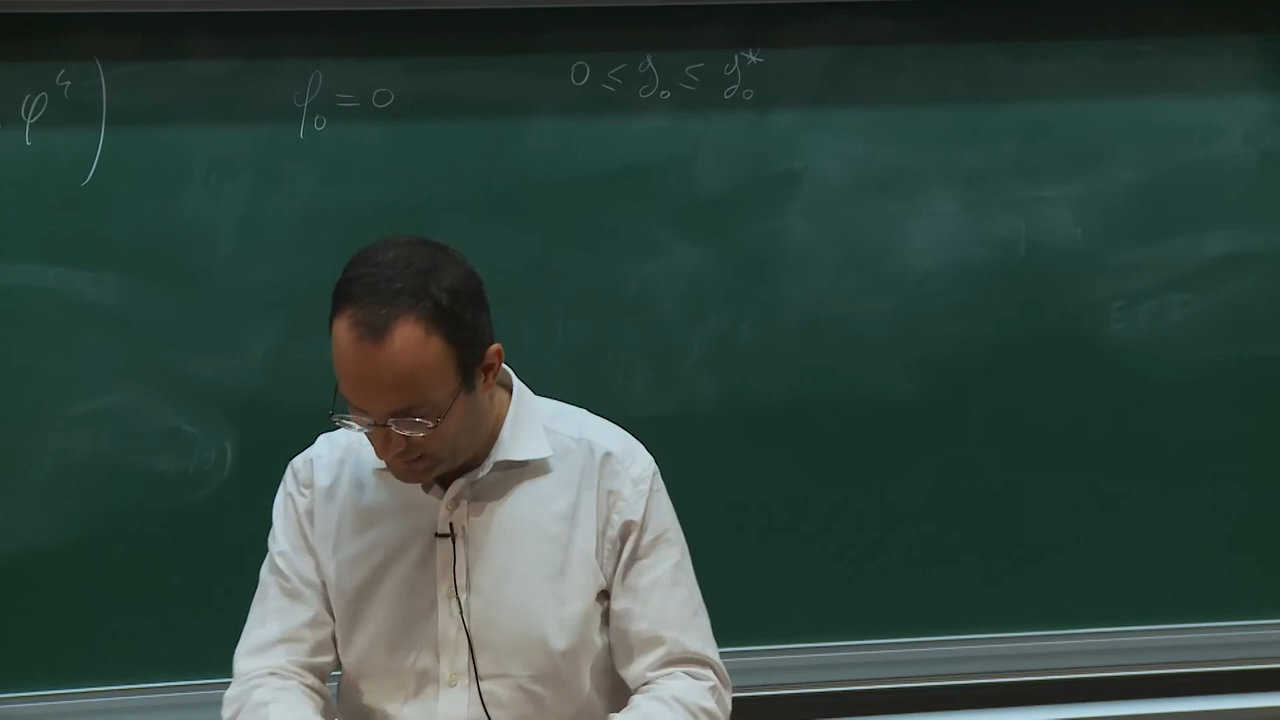 φ⁴) φ₀ = 0 0 ≤ g₀ ≤ g₀*